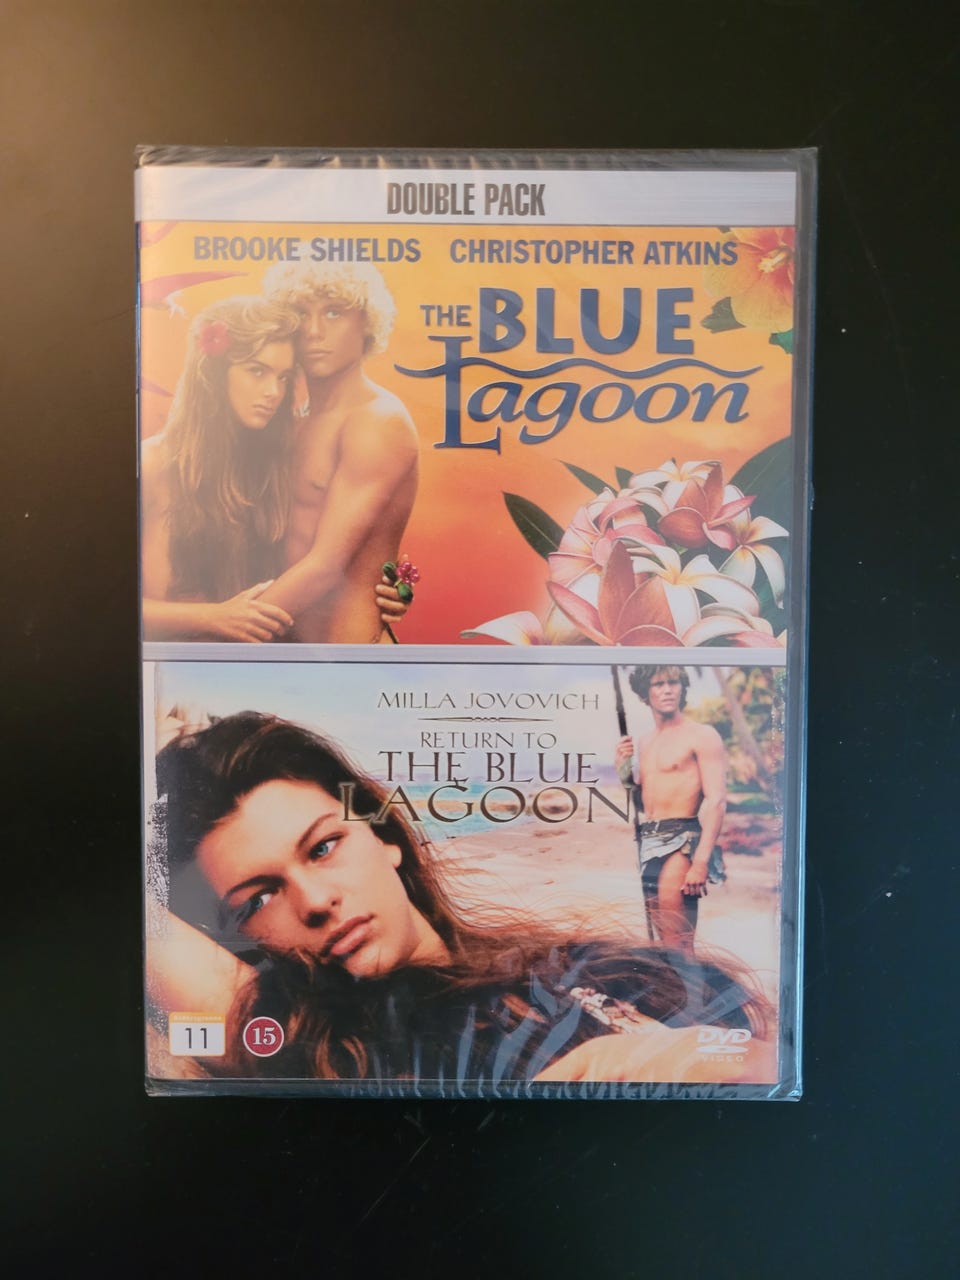 DOUBLE PACK
BROOKE SHIELDS CHRISTOPHER ATKINS
THE BLUE
Lagoon
MILLA JOVOVICH
RETURN TO
THE BLUE
LAGOON
11
15
DVD
VIDEO